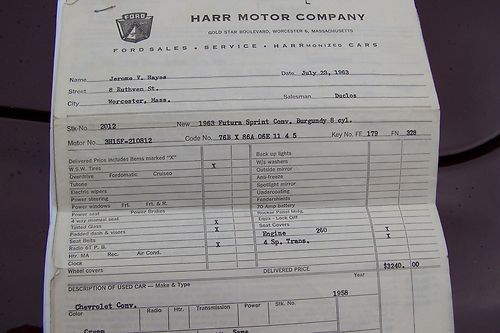 FORD
HARR MOTOR COMPANY
GOLD STAR BOULEVARD, WORCESTER 6, MASSACHUSETTS
FORD SALES • SERVICE • HARRMONIZED CARS
Name Jerome V. Hayes Date July 23, 1963
Street 8 Ruthven St.
City Worcester, Mass. Salesman Duclos
Stk No. 2012 New 1963 Futura Sprint Conv. Burgundy 8 cyl.
Motor No. 3H15F-210812 Code No. 76B X 86A 06E 11 4 5 Key No. FE 179 FN 328
Delivered Price includes items marked "X"
W.S.W. Tires X
Overdrive Fordomatic Cruiseo
Tutone
Electric wipers
Power steering
Power windows Frt. Frt. & R.
Power seat Power Brakes
4 way manual seat
Tinted Glass X
Padded dash & visors X
Seat Belts
Radio 6T P. B. X
Htr. MA Rec. Air Cond.
Clock
Wheel covers
Back up lights
W/s washers
Outside mirror
Anti-freeze
Spotlight mirror
Undercoating
Fendershields
70 Amp battery
Rocker Panel Mldg.
Equa - Lock Diff
Seat Covers
Engine 260 X
4 Sp. Trans. X
DELIVERED PRICE $3240. 00
DESCRIPTION OF USED CAR — Make & Type Year
Chevrolet Conv. 1958
Color Radio Htr. Transmission Power Stk. No.
Green Same